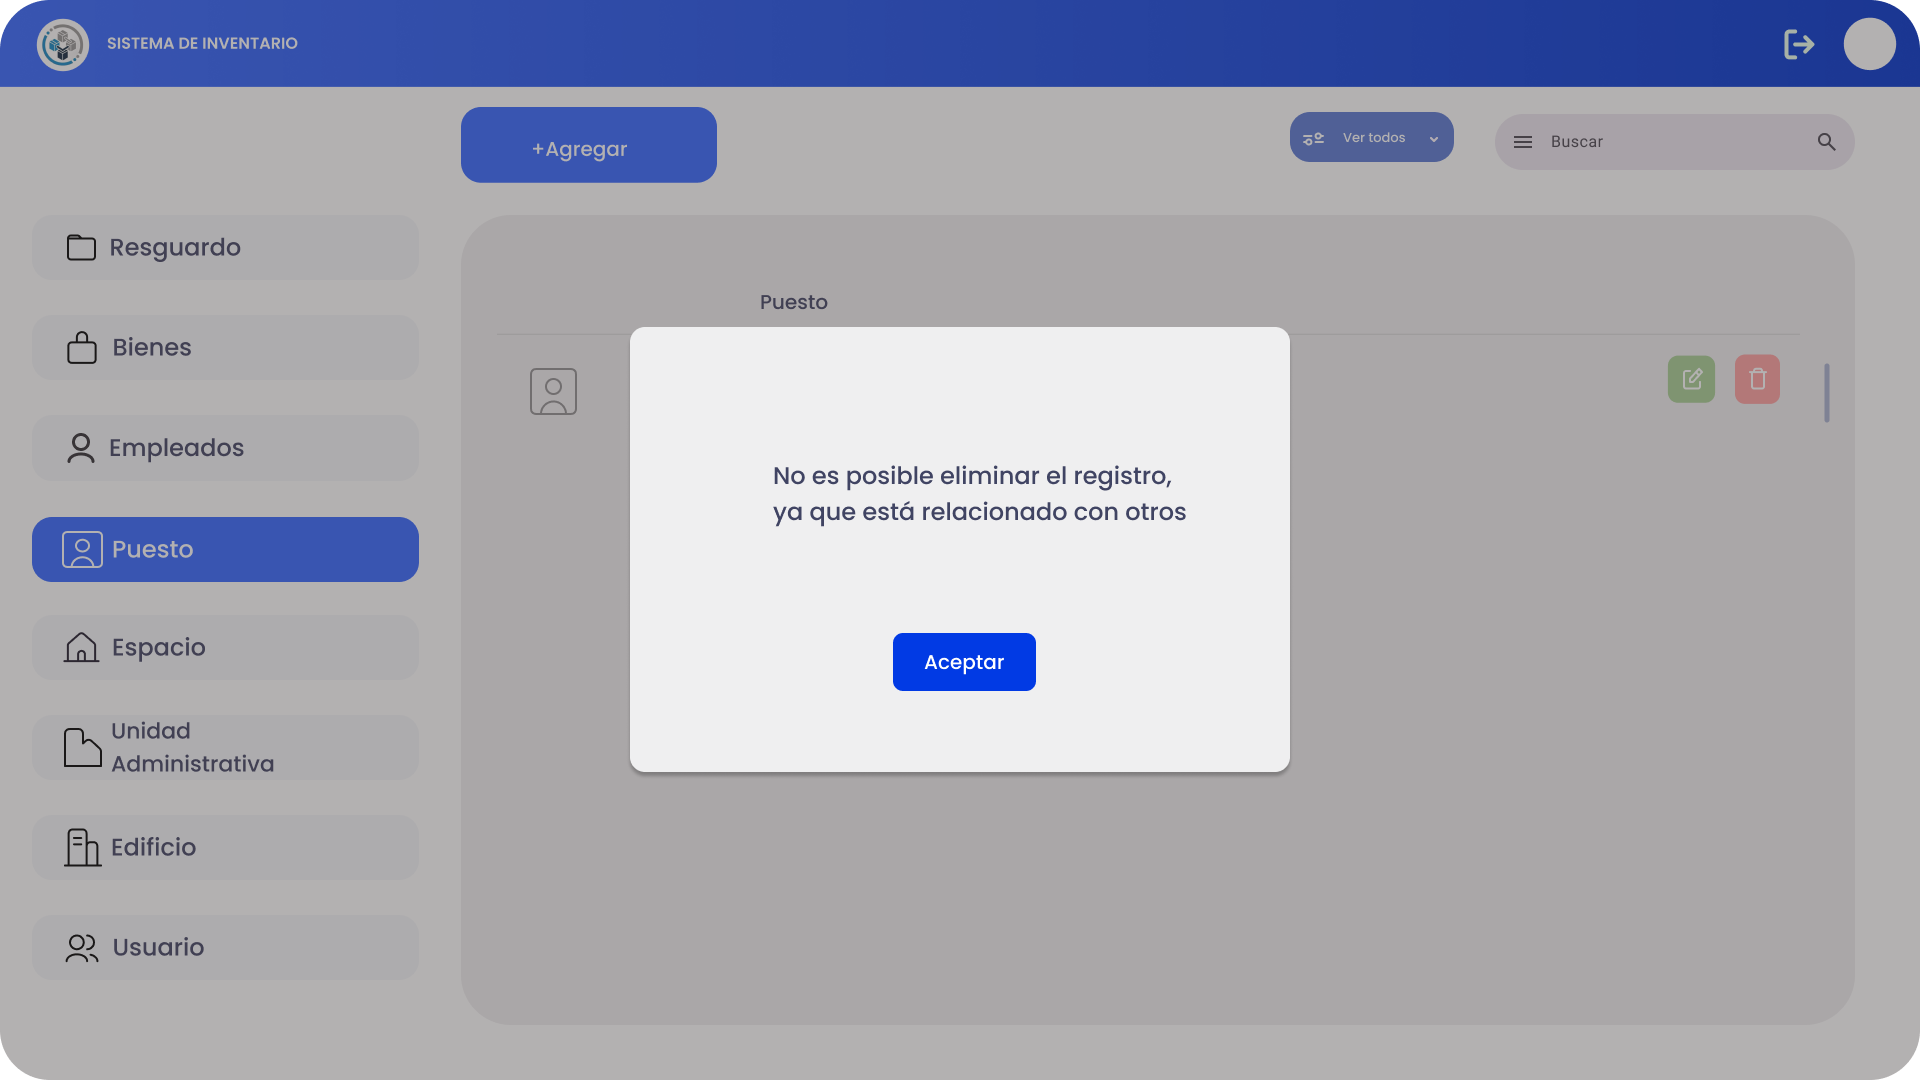 SISTEMA DE INVENTARIO
+Agregar
Ver todos
Buscar
Resguardo
Bienes
Empleados
Puesto
Espacio
Unidad
Administrativa
Edificio
Usuario
Puesto
No es posible eliminar el registro,
ya que está relacionado con otros
Aceptar